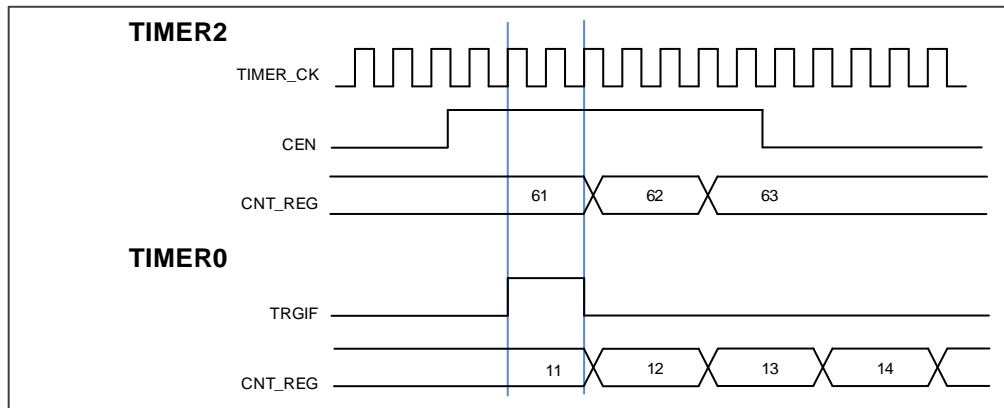 TIMER2
TIMER_CK
CEN
CNT_REG 61 62 63
TIMER0
TRGIF
CNT_REG 11 12 13 14